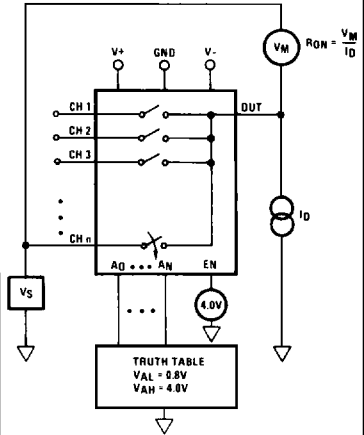 V+ GND V-
VM RON = VM/ID
CH 1 OUT
CH 2
CH 3
ID
CH n
A0 ••• AN EN
VS
4.0V
TRUTH TABLE
VAL = 0.8V
VAH = 4.0V